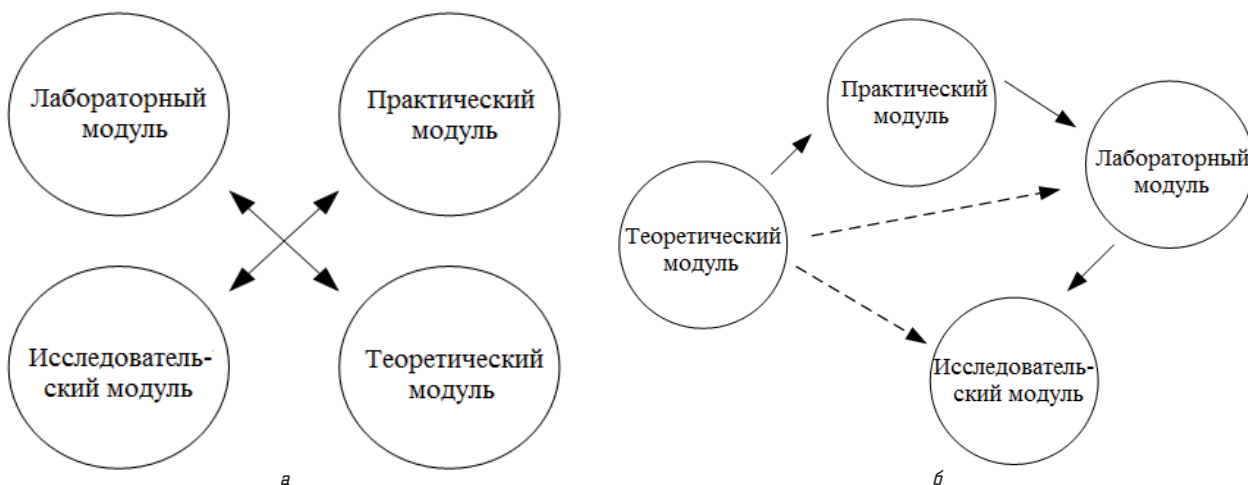 Лабораторный
модуль
Практический
модуль
Исследователь-
ский модуль
Теоретический
модуль
а
Практический
модуль
Лабораторный
модуль
Теоретический
модуль
Исследователь-
ский модуль
б